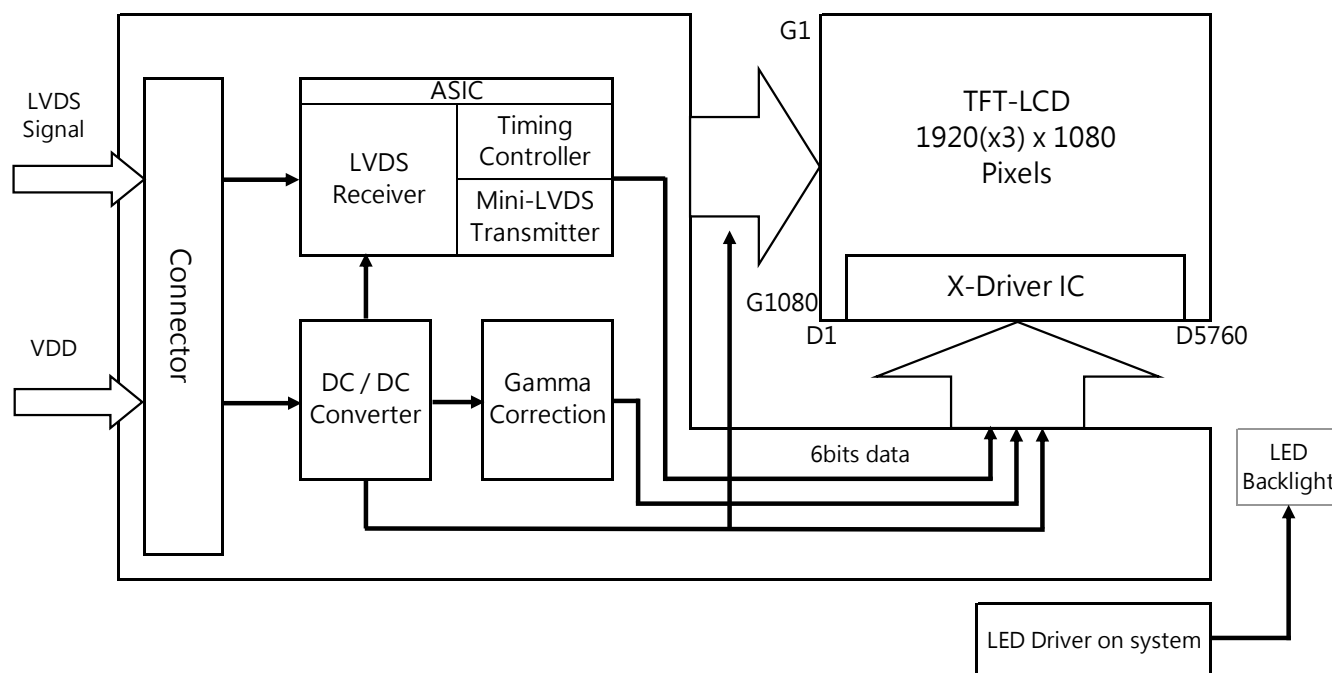 LVDS
Signal
VDD
Connector
ASIC
LVDS
Receiver
Timing
Controller
Mini-LVDS
Transmitter
DC / DC
Converter
Gamma
Correction
G1
TFT-LCD
1920(x3) x 1080
Pixels
X-Driver IC
G1080
D1
D5760
6bits data
LED
Backlight
LED Driver on system